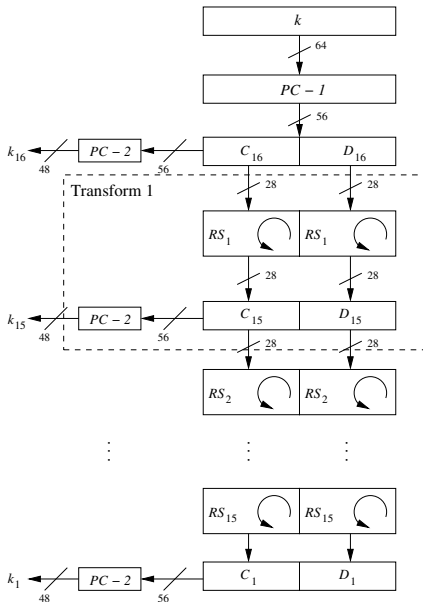 k
64
PC − 1
56
k16 48 PC − 2 56 C16 D16
Transform 1
28 28
RS1 RS1
28 28
k15 48 PC − 2 56 C15 D15
28 28
RS2 RS2
RS15 RS15
k1 48 PC − 2 56 C1 D1